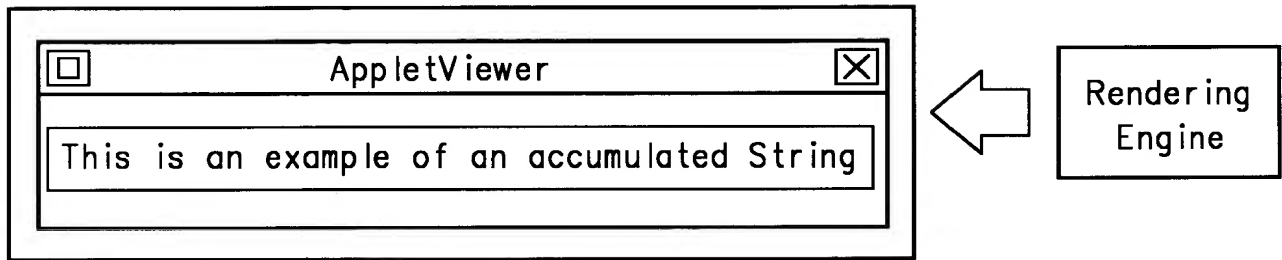 AppletViewer
This is an example of an accumulated String
Rendering
Engine